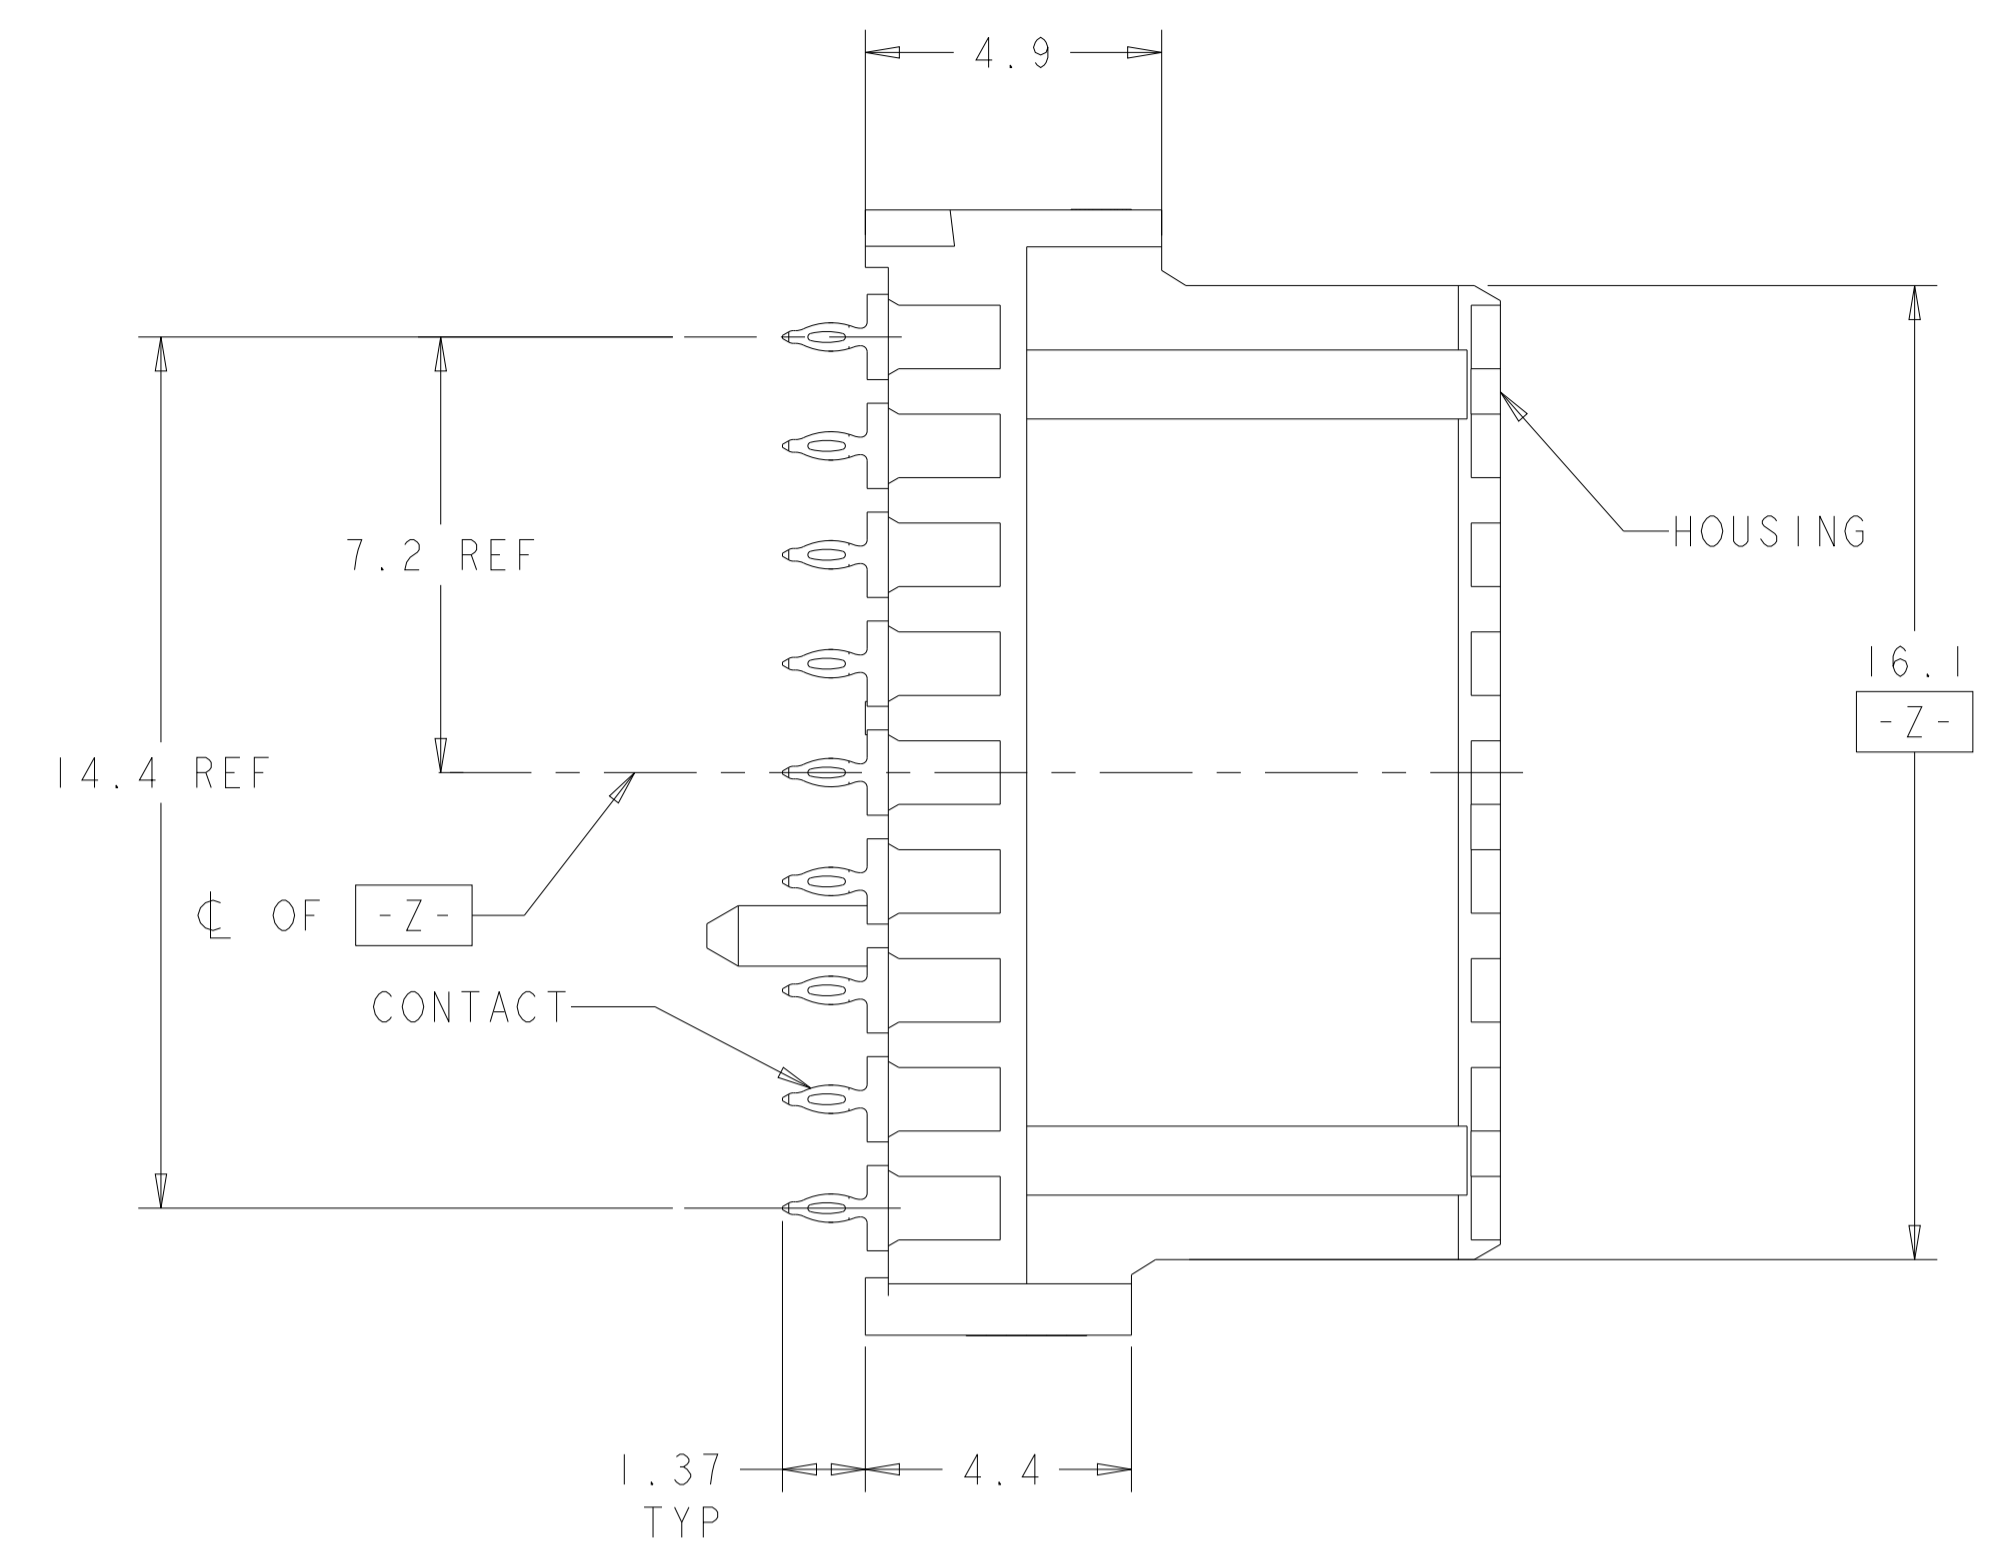 4.9
7.2 REF
HOUSING
16.1
-Z-
14.4 REF
℄ OF -Z-
CONTACT
1.37
TYP
4.4